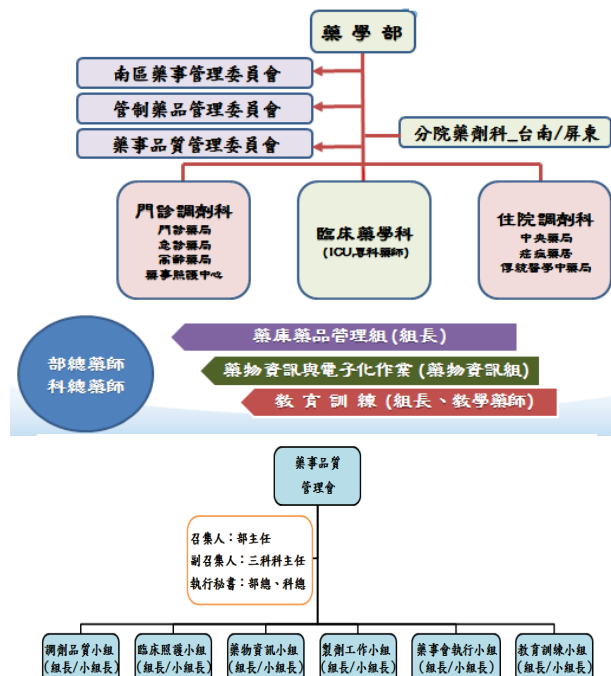 藥學部
南區藥事管理委員會
管制藥品管理委員會
藥事品質管理委員會
分院藥劑科_台南/屏東
門診調劑科
門診藥局
急診藥局
高齡藥局
藥事照護中心
臨床藥學科
(ICU,專科藥師)
住院調劑科
中央藥局
癌症藥局
傳統醫學中藥局
部總藥師
科總藥師
藥庫藥品管理組(組長)
藥物資訊與電子化作業(藥物資訊組)
教育訓練(組長、教學藥師)
藥事品質
管理會
召集人：部主任
副召集人：三科科主任
執行秘書：部總、科總
調劑品質小組
(組長/小組長)
臨床照護小組
(組長/小組長)
藥物資訊小組
(組長/小組長)
製劑工作小組
(組長/小組長)
藥事會執行小組
(組長/小組長)
教育訓練小組
(組長/小組長)